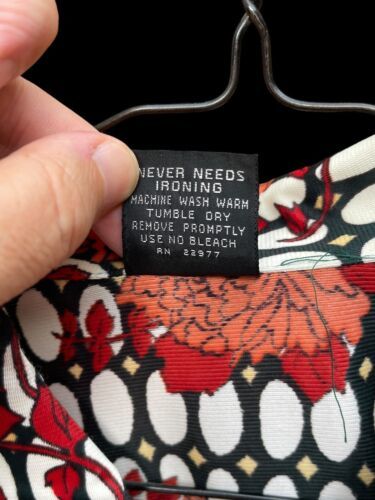 NEVER NEEDS
IRONING
MACHINE WASH WARM
TUMBLE DRY
REMOVE PROMPTLY
USE NO BLEACH
RN 22977